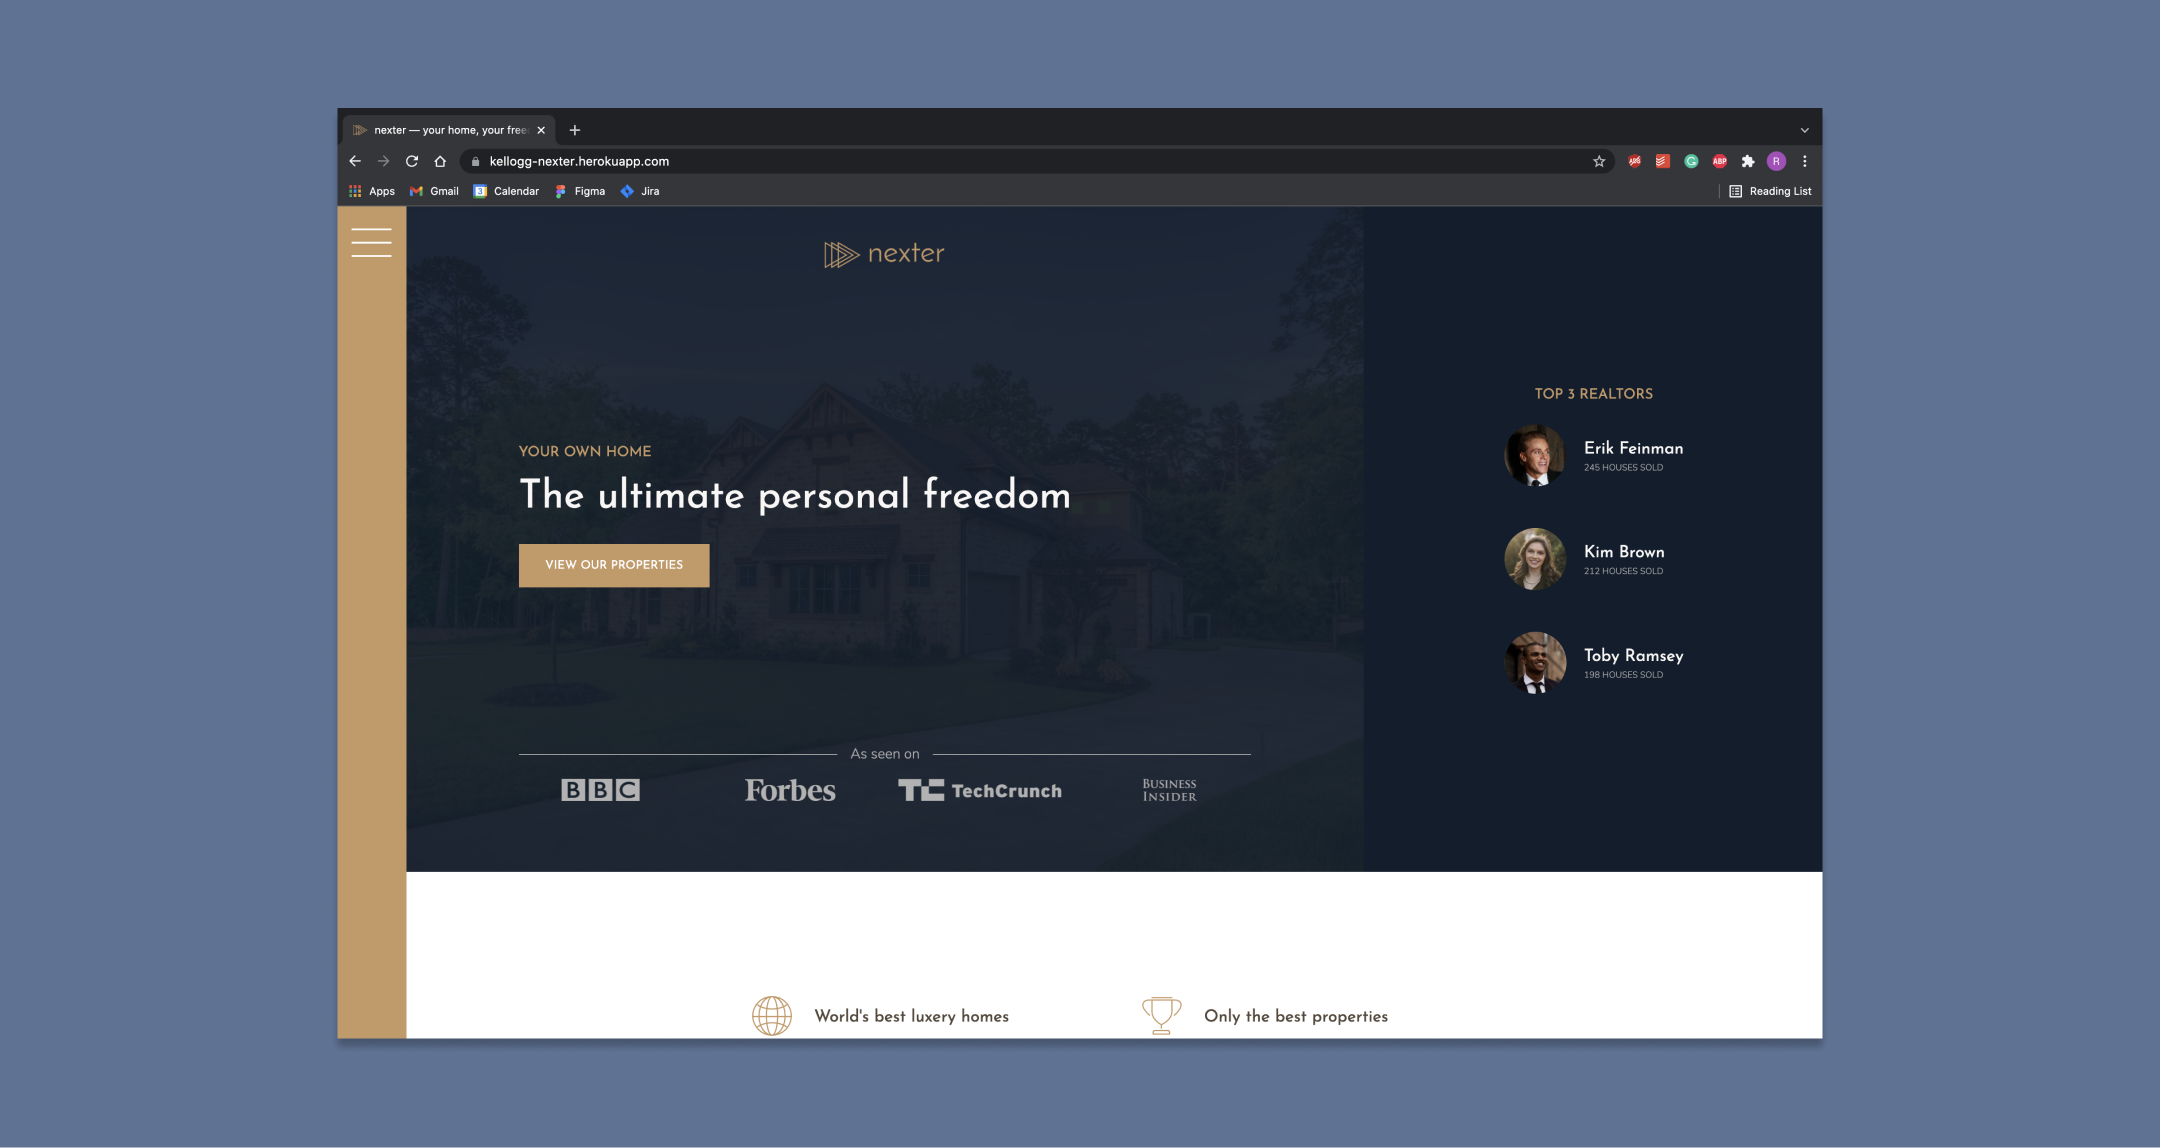 nexter — your home, your free
kellogg-nexter.herokuapp.com
ABP
R
Apps Gmail 3 Calendar Figma Jira Reading List
nexter
TOP 3 REALTORS
Erik Feinman
245 HOUSES SOLD
Kim Brown
212 HOUSES SOLD
Toby Ramsey
198 HOUSES SOLD
YOUR OWN HOME
The ultimate personal freedom
VIEW OUR PROPERTIES
As seen on
BBC Forbes TC TechCrunch BUSINESS INSIDER
World's best luxery homes
Only the best properties